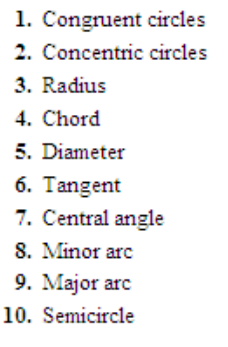 1. Congruent circles
2. Concentric circles
3. Radius
4. Chord
5. Diameter
6. Tangent
7. Central angle
8. Minor arc
9. Major arc
10. Semicircle